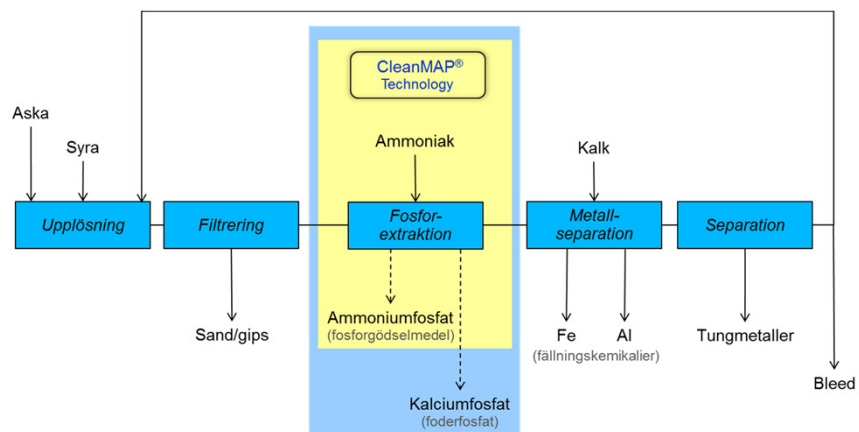 CleanMAP®
Technology
Aska
Syra
Ammoniak
Kalk
Upplösning
Filtrering
Fosfor-
extraktion
Metall-
separation
Separation
Sand/gips
Ammoniumfosfat
(fosforgödselmedel)
Fe
Al
(fällningskemikalier)
Tungmetaller
Bleed
Kalciumfosfat
(foderfosfat)